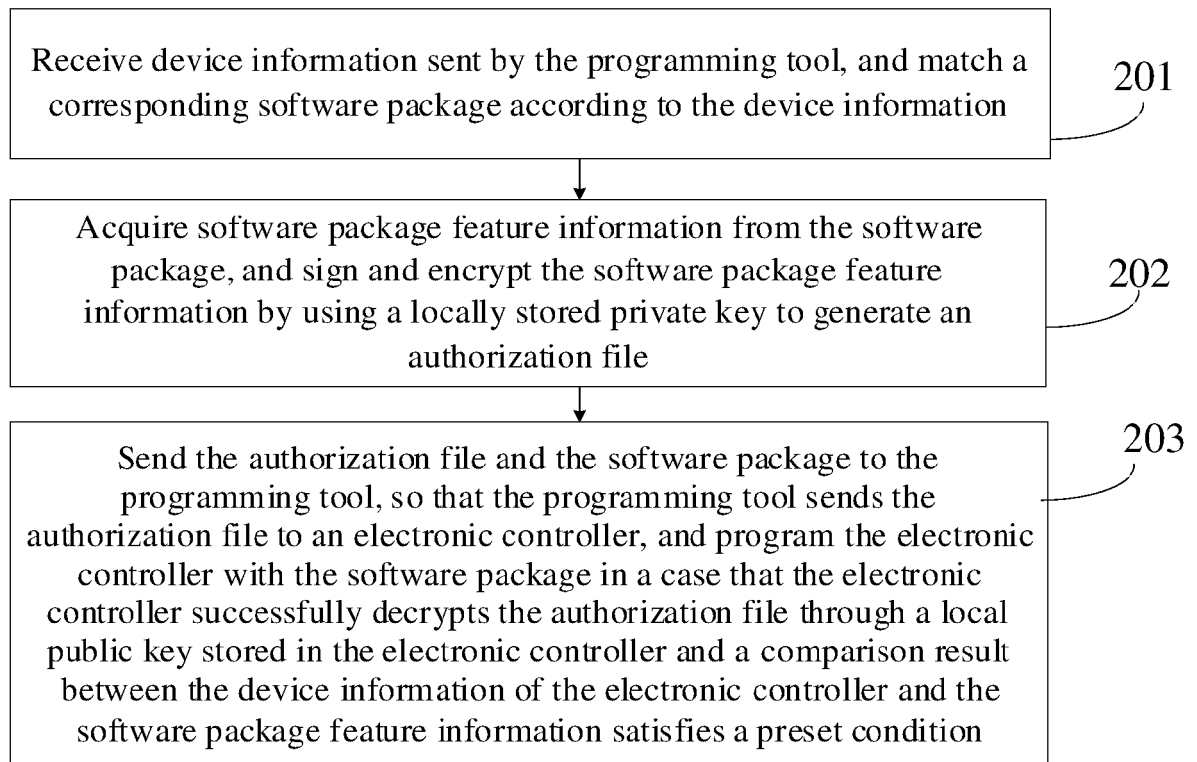 Receive device information sent by the programming tool, and match a
corresponding software package according to the device information
201
Acquire software package feature information from the software
package, and sign and encrypt the software package feature
information by using a locally stored private key to generate an
authorization file
202
Send the authorization file and the software package to the
programming tool, so that the programming tool sends the
authorization file to an electronic controller, and program the electronic
controller with the software package in a case that the electronic
controller successfully decrypts the authorization file through a local
public key stored in the electronic controller and a comparison result
between the device information of the electronic controller and the
software package feature information satisfies a preset condition
203